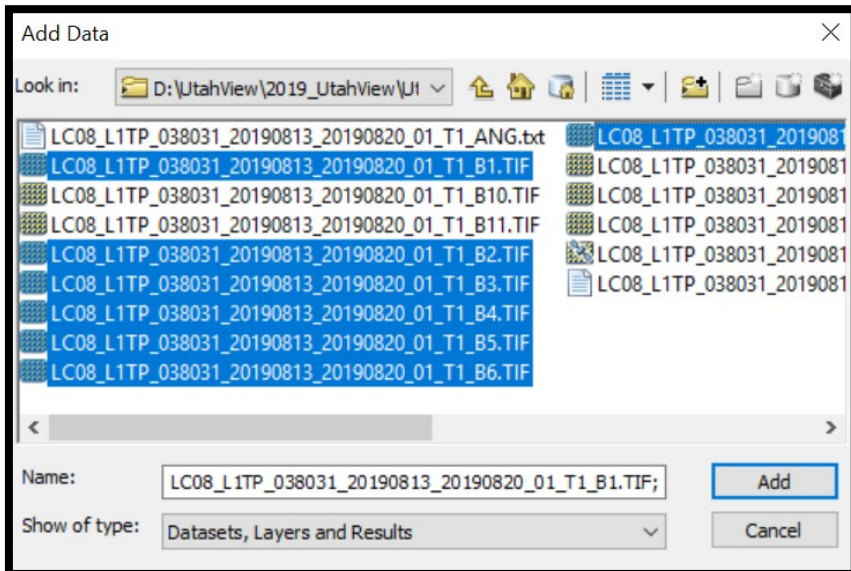 Add Data
Look in: D:\UtahView\2019_UtahView\Ut
LC08_L1TP_038031_20190813_20190820_01_T1_ANG.txt LC08_L1TP_038031_2019081
LC08_L1TP_038031_20190813_20190820_01_T1_B1.TIF LC08_L1TP_038031_2019081
LC08_L1TP_038031_20190813_20190820_01_T1_B10.TIF LC08_L1TP_038031_2019081
LC08_L1TP_038031_20190813_20190820_01_T1_B11.TIF LC08_L1TP_038031_2019081
LC08_L1TP_038031_20190813_20190820_01_T1_B2.TIF LC08_L1TP_038031_2019081
LC08_L1TP_038031_20190813_20190820_01_T1_B3.TIF LC08_L1TP_038031_2019081
LC08_L1TP_038031_20190813_20190820_01_T1_B4.TIF
LC08_L1TP_038031_20190813_20190820_01_T1_B5.TIF
LC08_L1TP_038031_20190813_20190820_01_T1_B6.TIF
Name: LC08_L1TP_038031_20190813_20190820_01_T1_B1.TIF; Add
Show of type: Datasets, Layers and Results Cancel